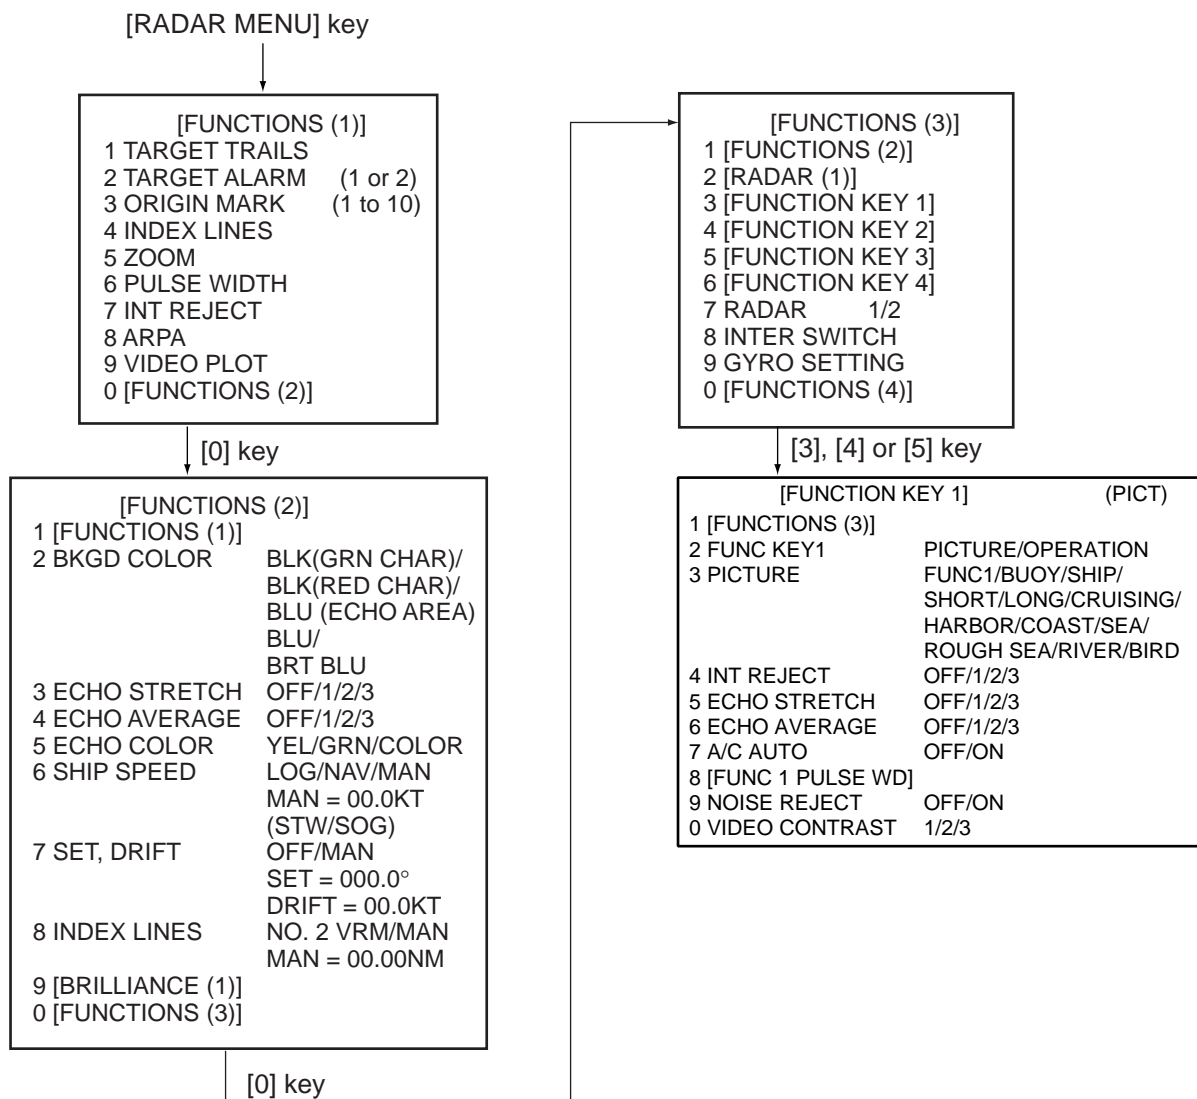 [RADAR MENU] key
[FUNCTIONS (1)]
1 TARGET TRAILS
2 TARGET ALARM (1 or 2)
3 ORIGIN MARK (1 to 10)
4 INDEX LINES
5 ZOOM
6 PULSE WIDTH
7 INT REJECT
8 ARPA
9 VIDEO PLOT
0 [FUNCTIONS (2)]
[0] key
[FUNCTIONS (2)]
1 [FUNCTIONS (1)]
2 BKGD COLOR BLK(GRN CHAR)/
BLK(RED CHAR)/
BLU (ECHO AREA)
BLU/
BRT BLU
3 ECHO STRETCH OFF/1/2/3
4 ECHO AVERAGE OFF/1/2/3
5 ECHO COLOR YEL/GRN/COLOR
6 SHIP SPEED LOG/NAV/MAN
MAN = 00.0KT
(STW/SOG)
7 SET, DRIFT OFF/MAN
SET = 000.0°
DRIFT = 00.0KT
8 INDEX LINES NO. 2 VRM/MAN
MAN = 00.00NM
9 [BRILLIANCE (1)]
0 [FUNCTIONS (3)]
[0] key
[FUNCTIONS (3)]
1 [FUNCTIONS (2)]
2 [RADAR (1)]
3 [FUNCTION KEY 1]
4 [FUNCTION KEY 2]
5 [FUNCTION KEY 3]
6 [FUNCTION KEY 4]
7 RADAR 1/2
8 INTER SWITCH
9 GYRO SETTING
0 [FUNCTIONS (4)]
[3], [4] or [5] key
[FUNCTION KEY 1] (PICT)
1 [FUNCTIONS (3)]
2 FUNC KEY1 PICTURE/OPERATION
3 PICTURE FUNC1/BUOY/SHIP/
SHORT/LONG/CRUISING/
HARBOR/COAST/SEA/
ROUGH SEA/RIVER/BIRD
4 INT REJECT OFF/1/2/3
5 ECHO STRETCH OFF/1/2/3
6 ECHO AVERAGE OFF/1/2/3
7 A/C AUTO OFF/ON
8 [FUNC 1 PULSE WD]
9 NOISE REJECT OFF/ON
0 VIDEO CONTRAST 1/2/3